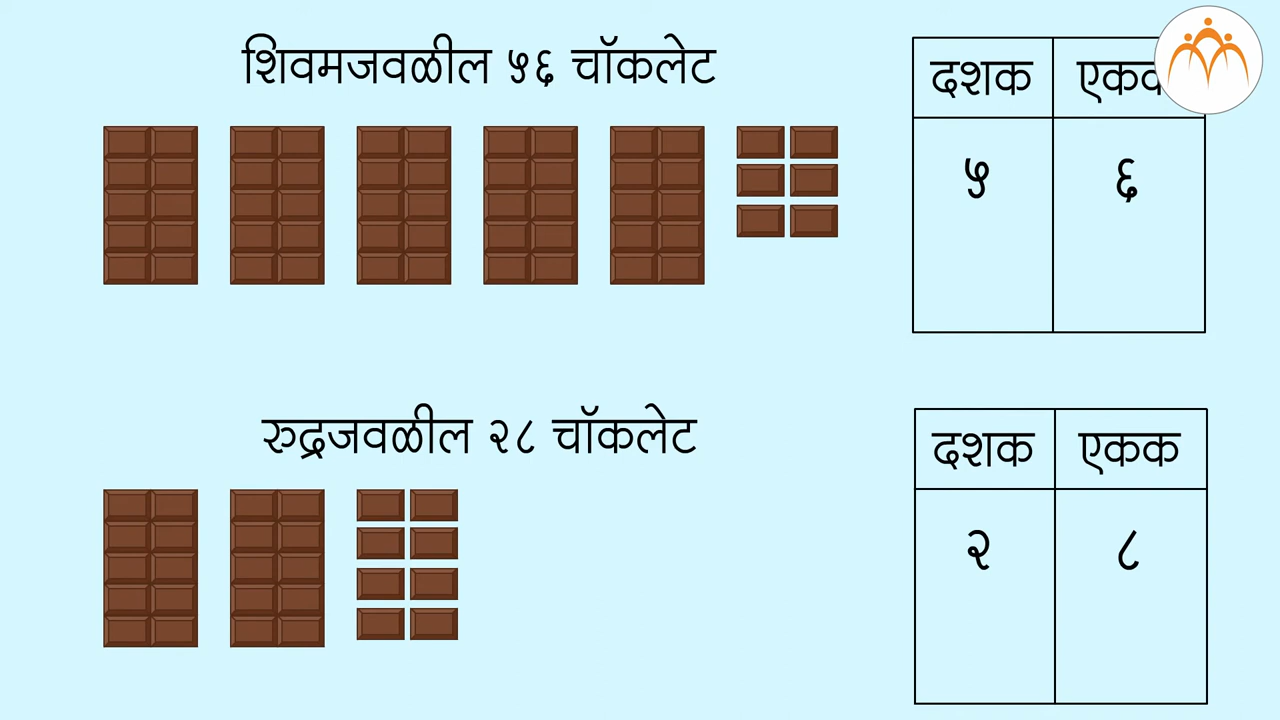 शिवमजवळील ५६ चॉकलेट
दशक
५ ६
रुद्रजवळील २८ चॉकलेट
दशक एकक
२ ८